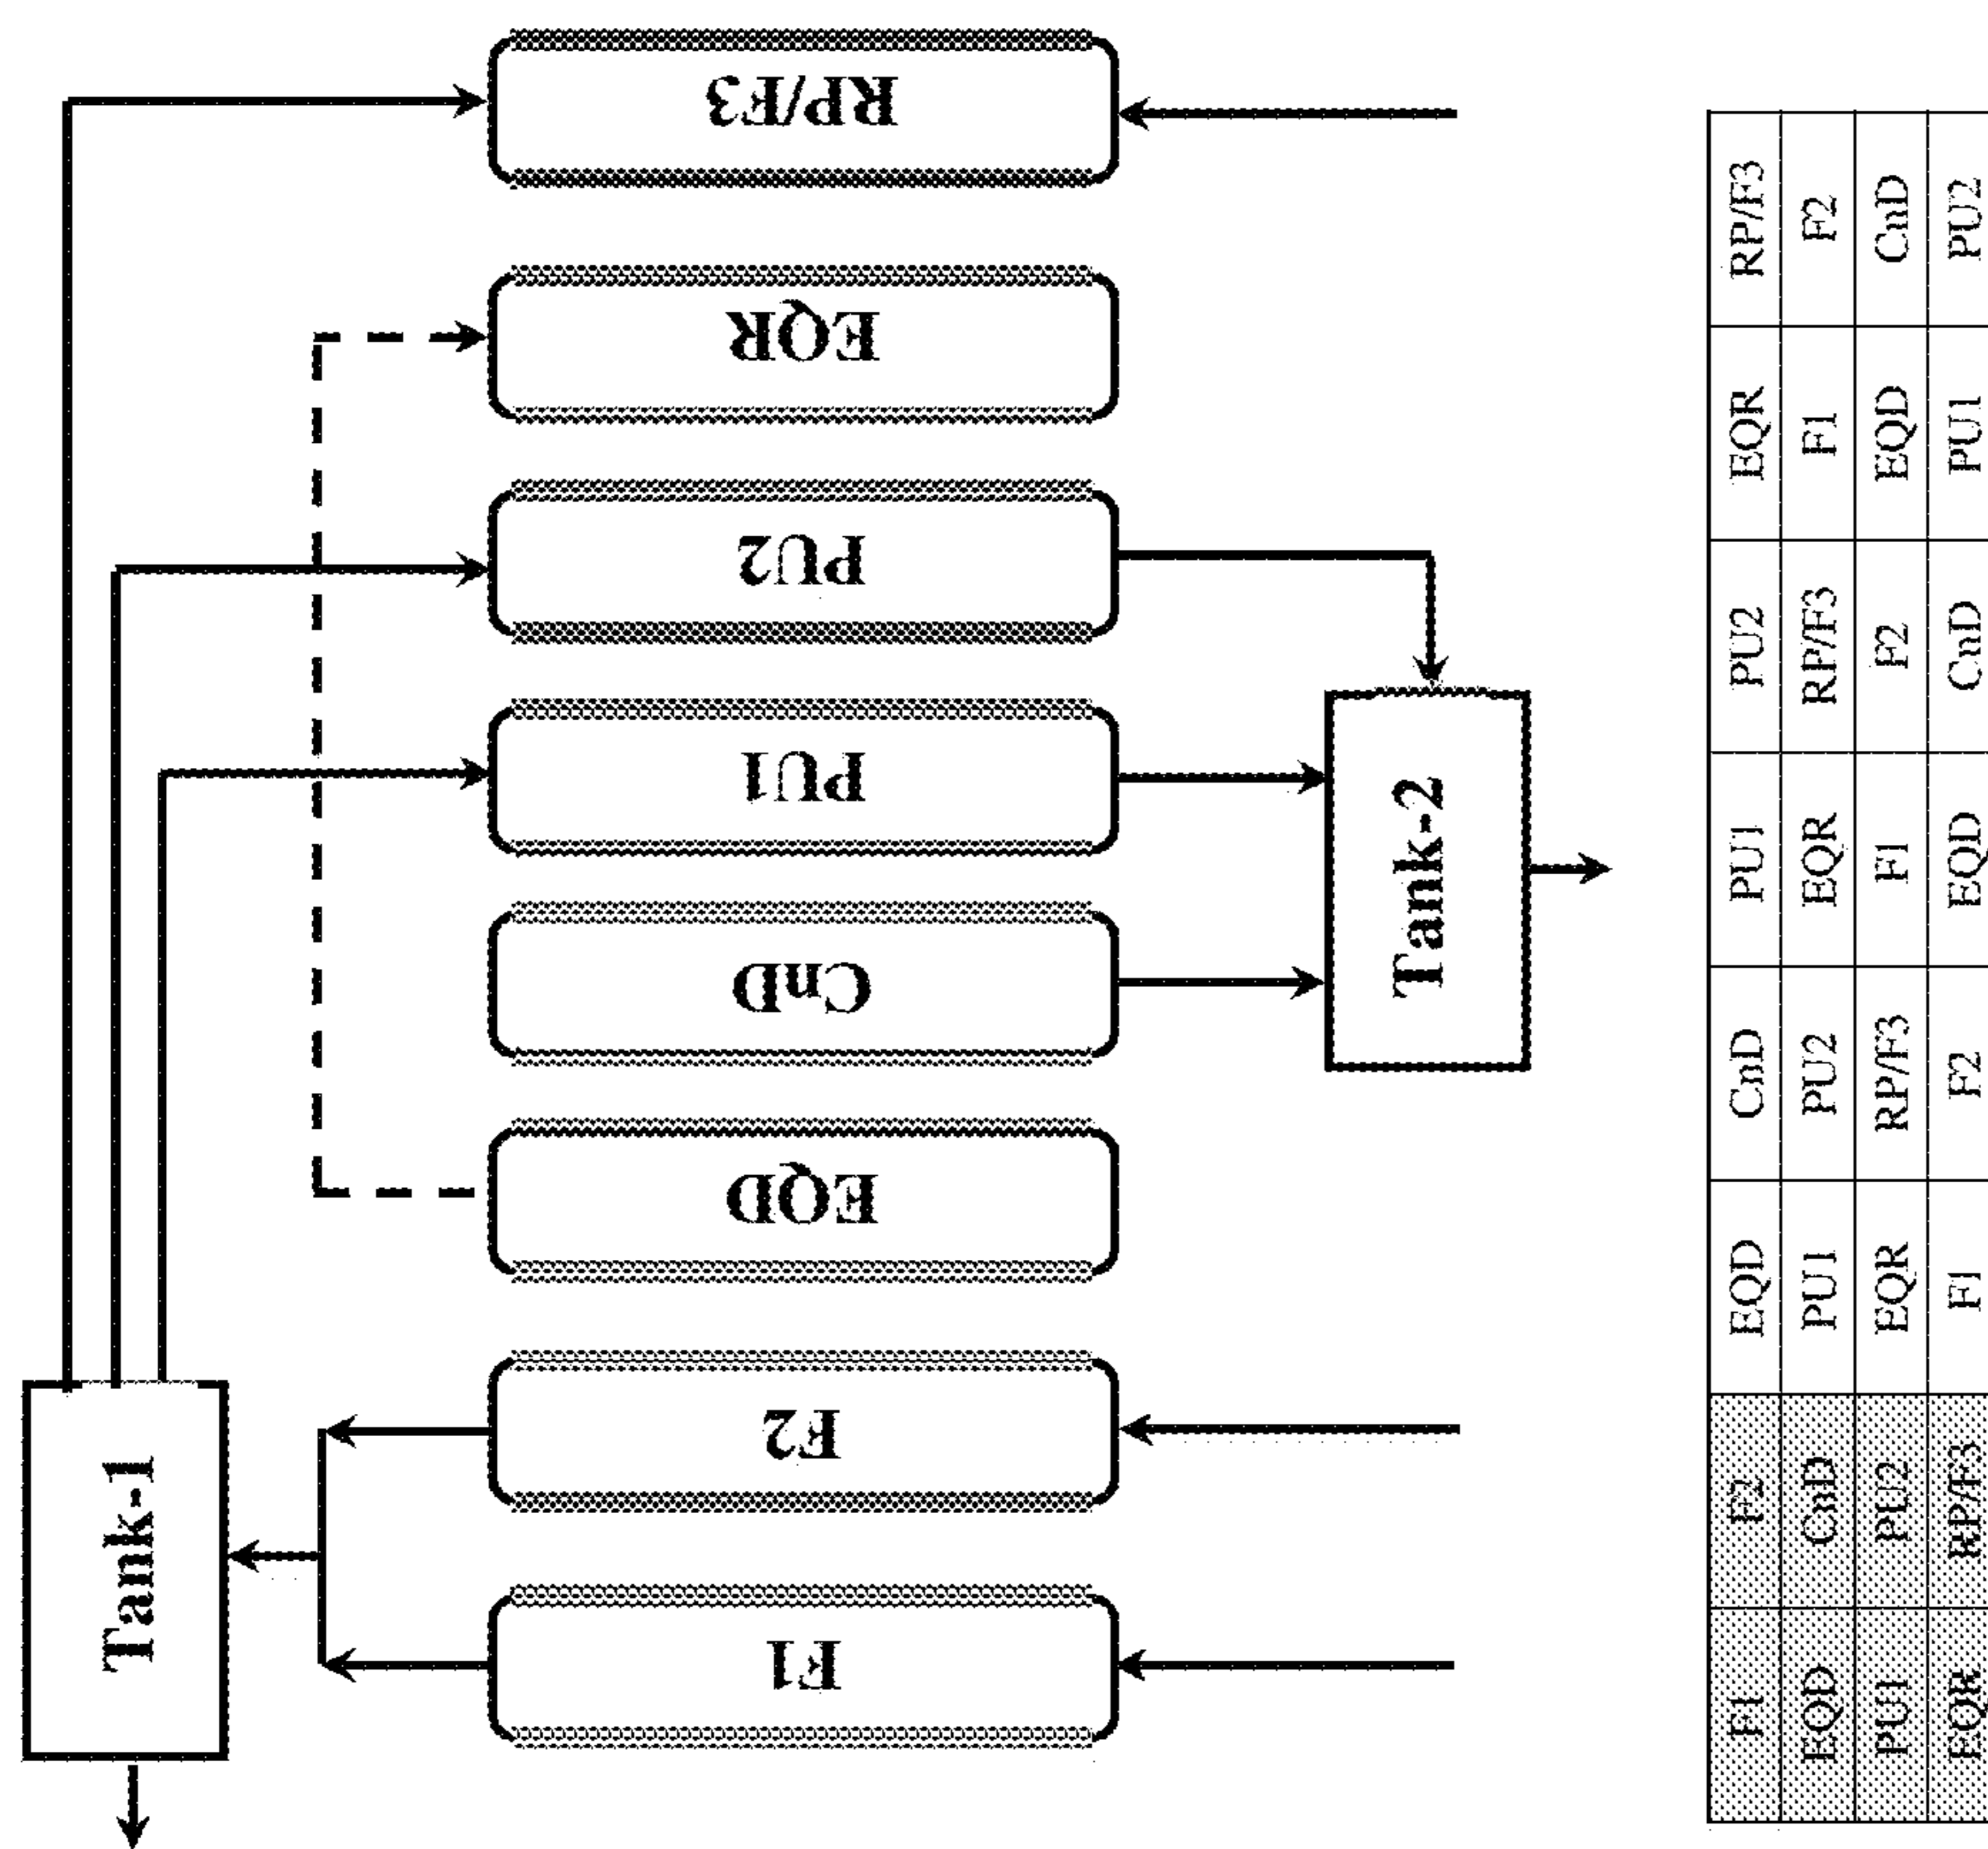 Tank-1
F1
F2
EQD
CnD
PU1
PU2
EQR
RP/F3
Tank-2
F1 F2 EQD CnD PU1 PU2 EQR RP/F3
EQD CnD PU1 PU2 EQR RP/F3 F1 F2
PU1 PU2 EQR RP/F3 F1 F2 EQD CnD
EQR RP/F3 F1 F2 EQD CnD PU1 PU2